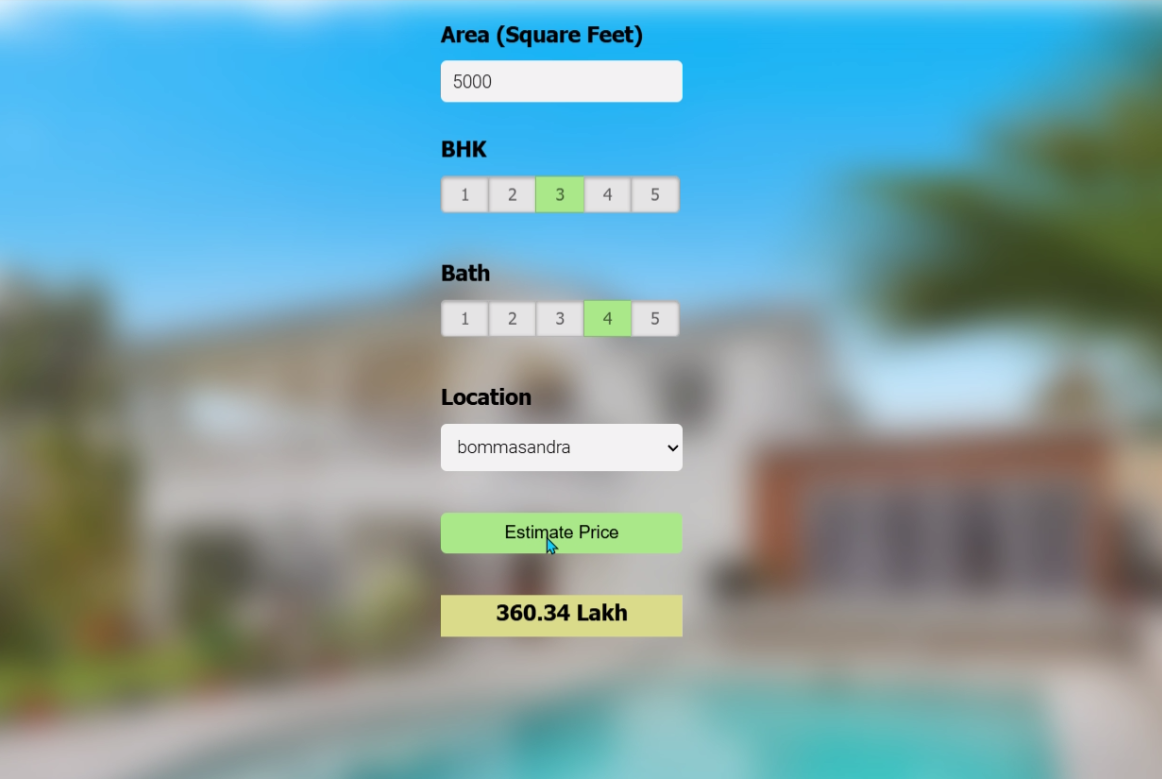 Area (Square Feet)
5000
BHK
1 2 3 4 5
Bath
1 2 3 4 5
Location
bommasandra
Estimate Price
360.34 Lakh